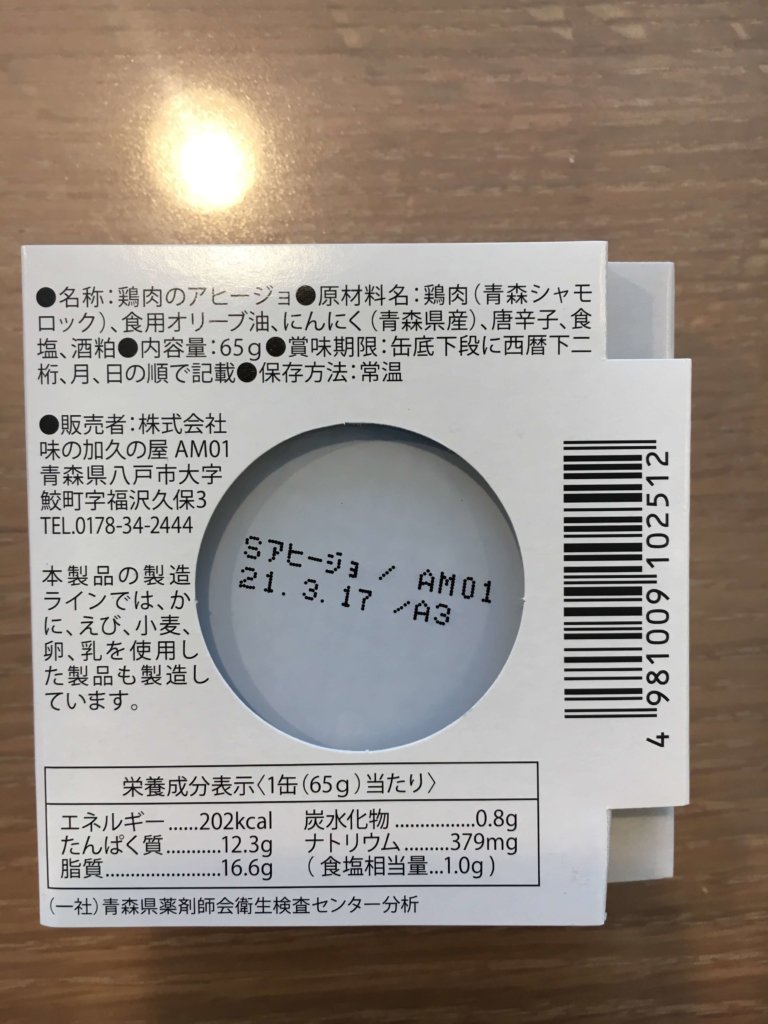 ●名称：鶏肉のアヒージョ●原材料名：鶏肉（青森シャモ
ロック）、食用オリーブ油、にんにく（青森県産）、唐辛子、食
塩、酒粕●内容量：65g●賞味期限：缶底下段に西暦下二
桁、月、日の順で記載●保存方法：常温
●販売者：株式会社
味の加久の屋 AM01
青森県八戸市大字
鮫町字福沢久保3
TEL.0178-34-2444
本製品の製造
ラインでは、か
に、えび、小麦、
卵、乳を使用し
た製品も製造し
ています。
Sアヒージョ / AM01
21. 3. 17 /A3
4 981009 102512
栄養成分表示〈1缶（65g）当たり〉
エネルギー……202kcal 炭水化物……………0.8g
たんぱく質………12.3g ナトリウム………379mg
脂質…………………16.6g （食塩相当量…1.0g）
（一社）青森県薬剤師会衛生検査センター分析